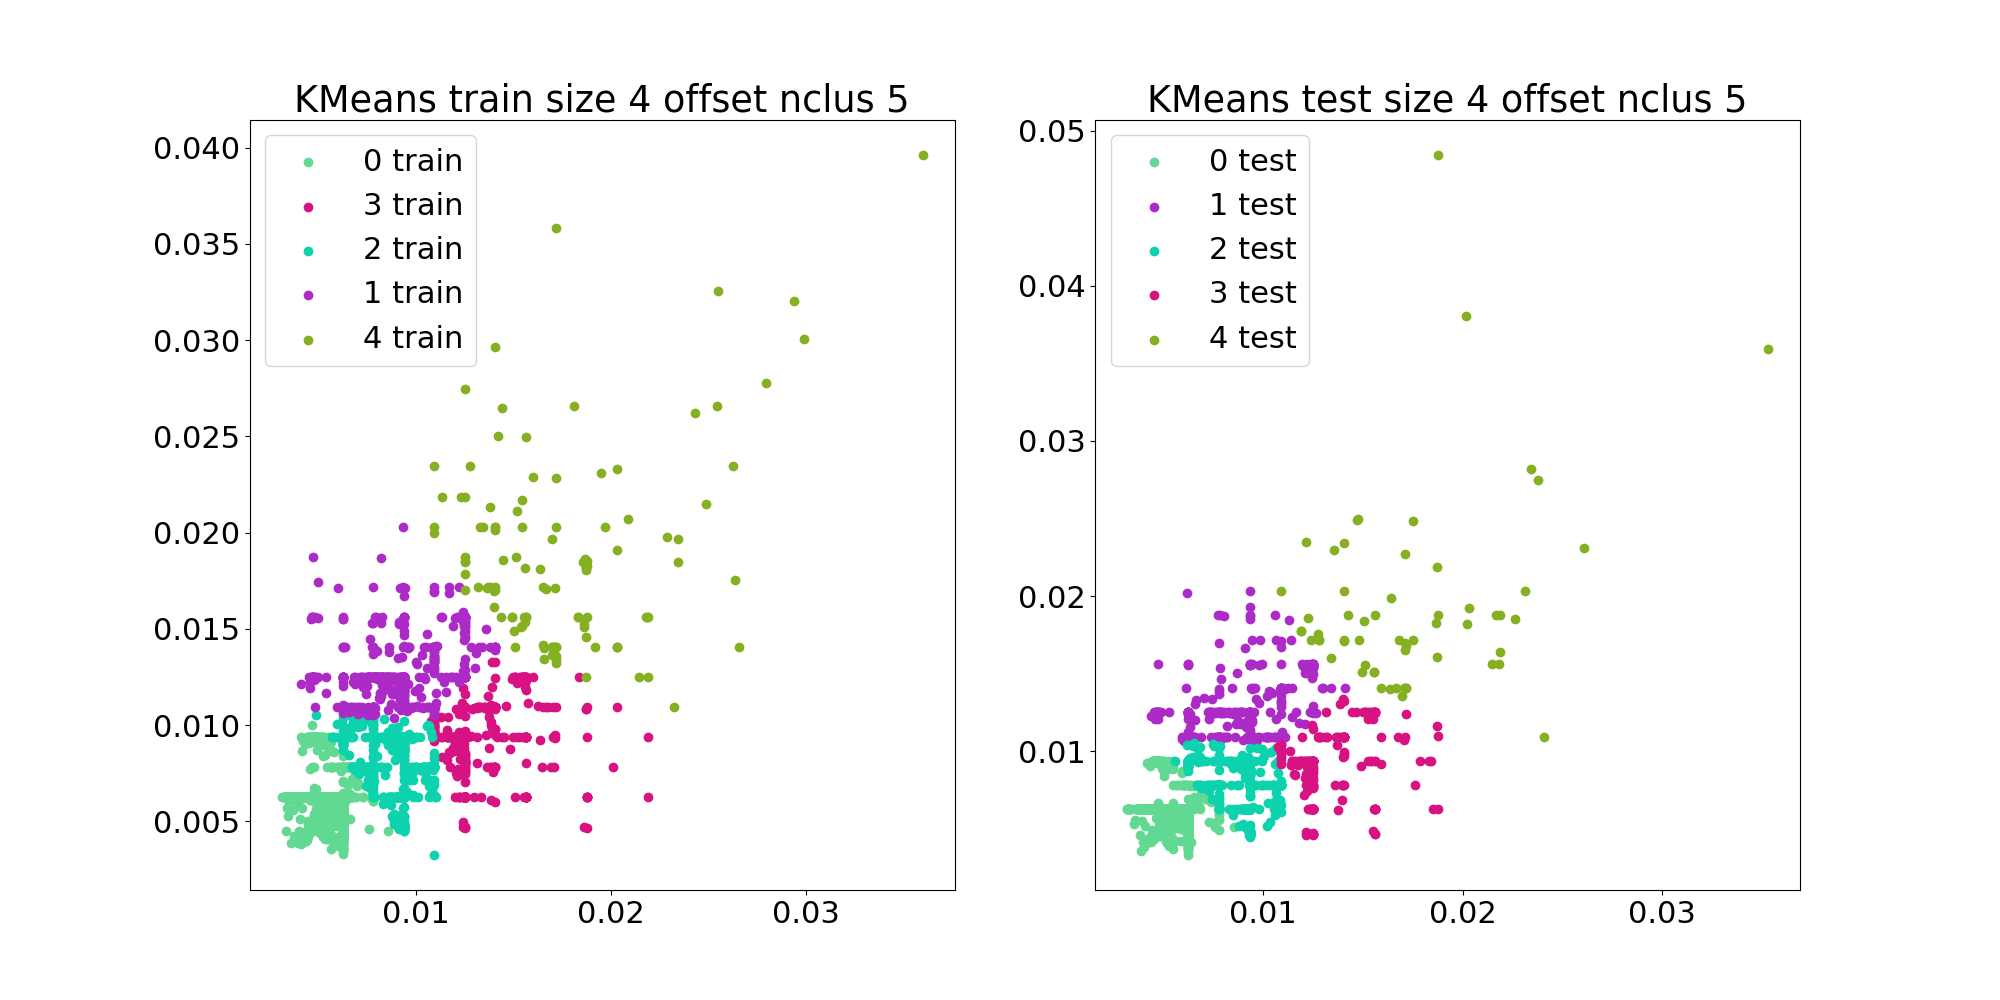 KMeans train size 4 offset nclus 5
0.040
0.035
0.030
0.025
0.020
0.015
0.010
0.005
0 train
3 train
2 train
1 train
4 train
0.01
0.02
0.03
KMeans test size 4 offset nclus 5
0.05
0.04
0.03
0.02
0.01
0 test
1 test
2 test
3 test
4 test
0.01
0.02
0.03